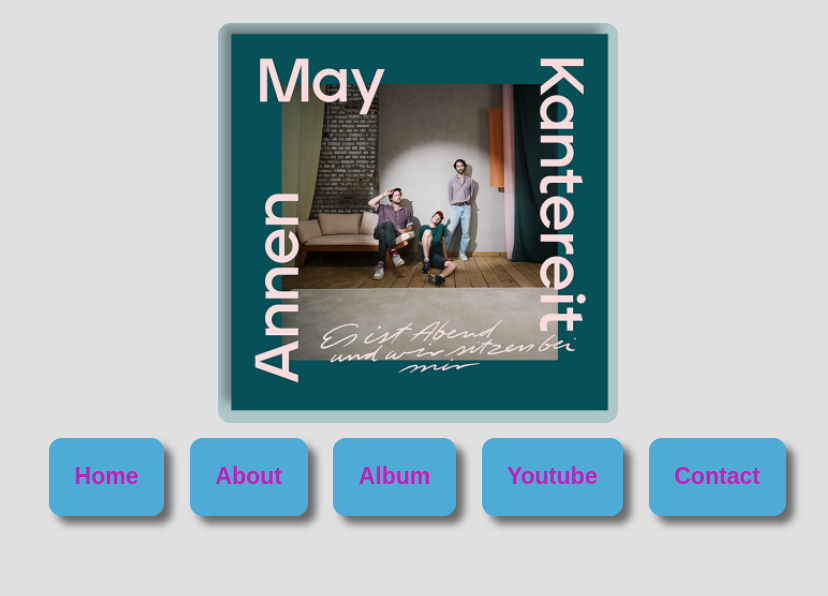 May
Kantereit
Annen
Es ist Abend
und wir sitzen bei
mir
Home
About
Album
Youtube
Contact